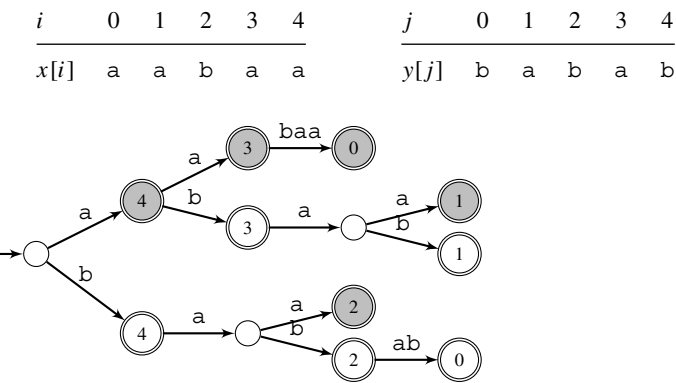 i 0 1 2 3 4 j 0 1 2 3 4
x[i] a a b a a y[j] b a b a b
3 baa 0
a
4 b a 1
a 3 a b
1
b
a 2
4 a b
2 ab 0